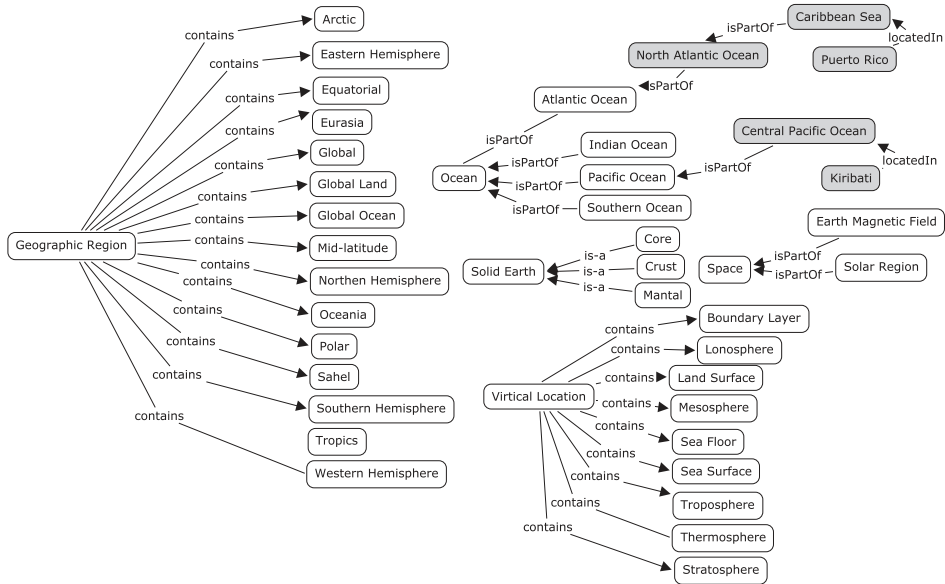 contains
Arctic
contains
Eastern Hemisphere
contains
Equatorial
contains
Eurasia
contains
Global
contains
Global Land
contains
Global Ocean
Geographic Region
contains
Mid-latitude
contains
Northen Hemisphere
contains
Oceania
contains
Polar
contains
Sahel
contains
Southern Hemisphere
Tropics
contains
Western Hemisphere
Caribbean Sea
isPartOf
locatedIn
North Atlantic Ocean
Puerto Rico
sPartOf
Atlantic Ocean
isPartOf
Indian Ocean
isPartOf
Ocean
Pacific Ocean
isPartOf
Southern Ocean
isPartOf
Central Pacific Ocean
isPartOf
locatedIn
Kiribati
Core
is-a
Solid Earth
Crust
is-a
Mantal
is-a
Earth Magnetic Field
isPartOf
Space
Solar Region
isPartOf
Boundary Layer
contains
Lonosphere
contains
Land Surface
contains
Virtical Location
Mesosphere
contains
Sea Floor
contains
Sea Surface
contains
Troposphere
contains
Thermosphere
contains
Stratosphere
contains